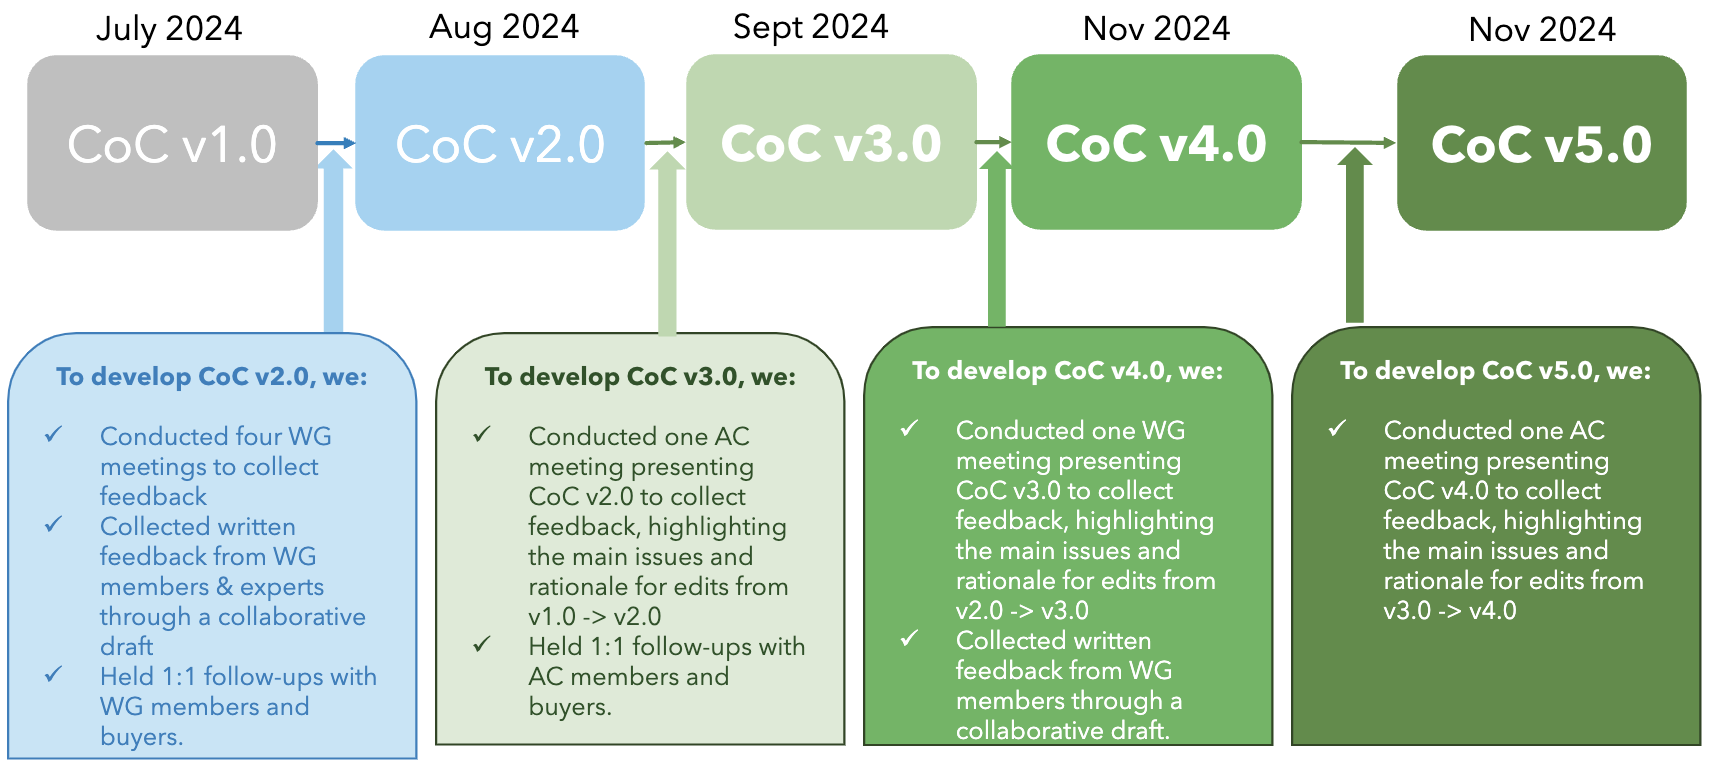 July 2024
Aug 2024
Sept 2024
Nov 2024
Nov 2024
CoC v1.0
CoC v2.0
CoC v3.0
CoC v4.0
CoC v5.0
To develop CoC v2.0, we:
✓ Conducted four WG
meetings to collect
feedback
✓ Collected written
feedback from WG
members & experts
through a collaborative
draft
✓ Held 1:1 follow-ups with
WG members and
buyers.
To develop CoC v3.0, we:
✓ Conducted one AC
meeting presenting
CoC v2.0 to collect
feedback, highlighting
the main issues and
rationale for edits from
v1.0 -> v2.0
✓ Held 1:1 follow-ups with
AC members and
buyers.
To develop CoC v4.0, we:
✓ Conducted one WG
meeting presenting
CoC v3.0 to collect
feedback, highlighting
the main issues and
rationale for edits from
v2.0 -> v3.0
✓ Collected written
feedback from WG
members through a
collaborative draft.
To develop CoC v5.0, we:
✓ Conducted one AC
meeting presenting
CoC v4.0 to collect
feedback, highlighting
the main issues and
rationale for edits from
v3.0 -> v4.0